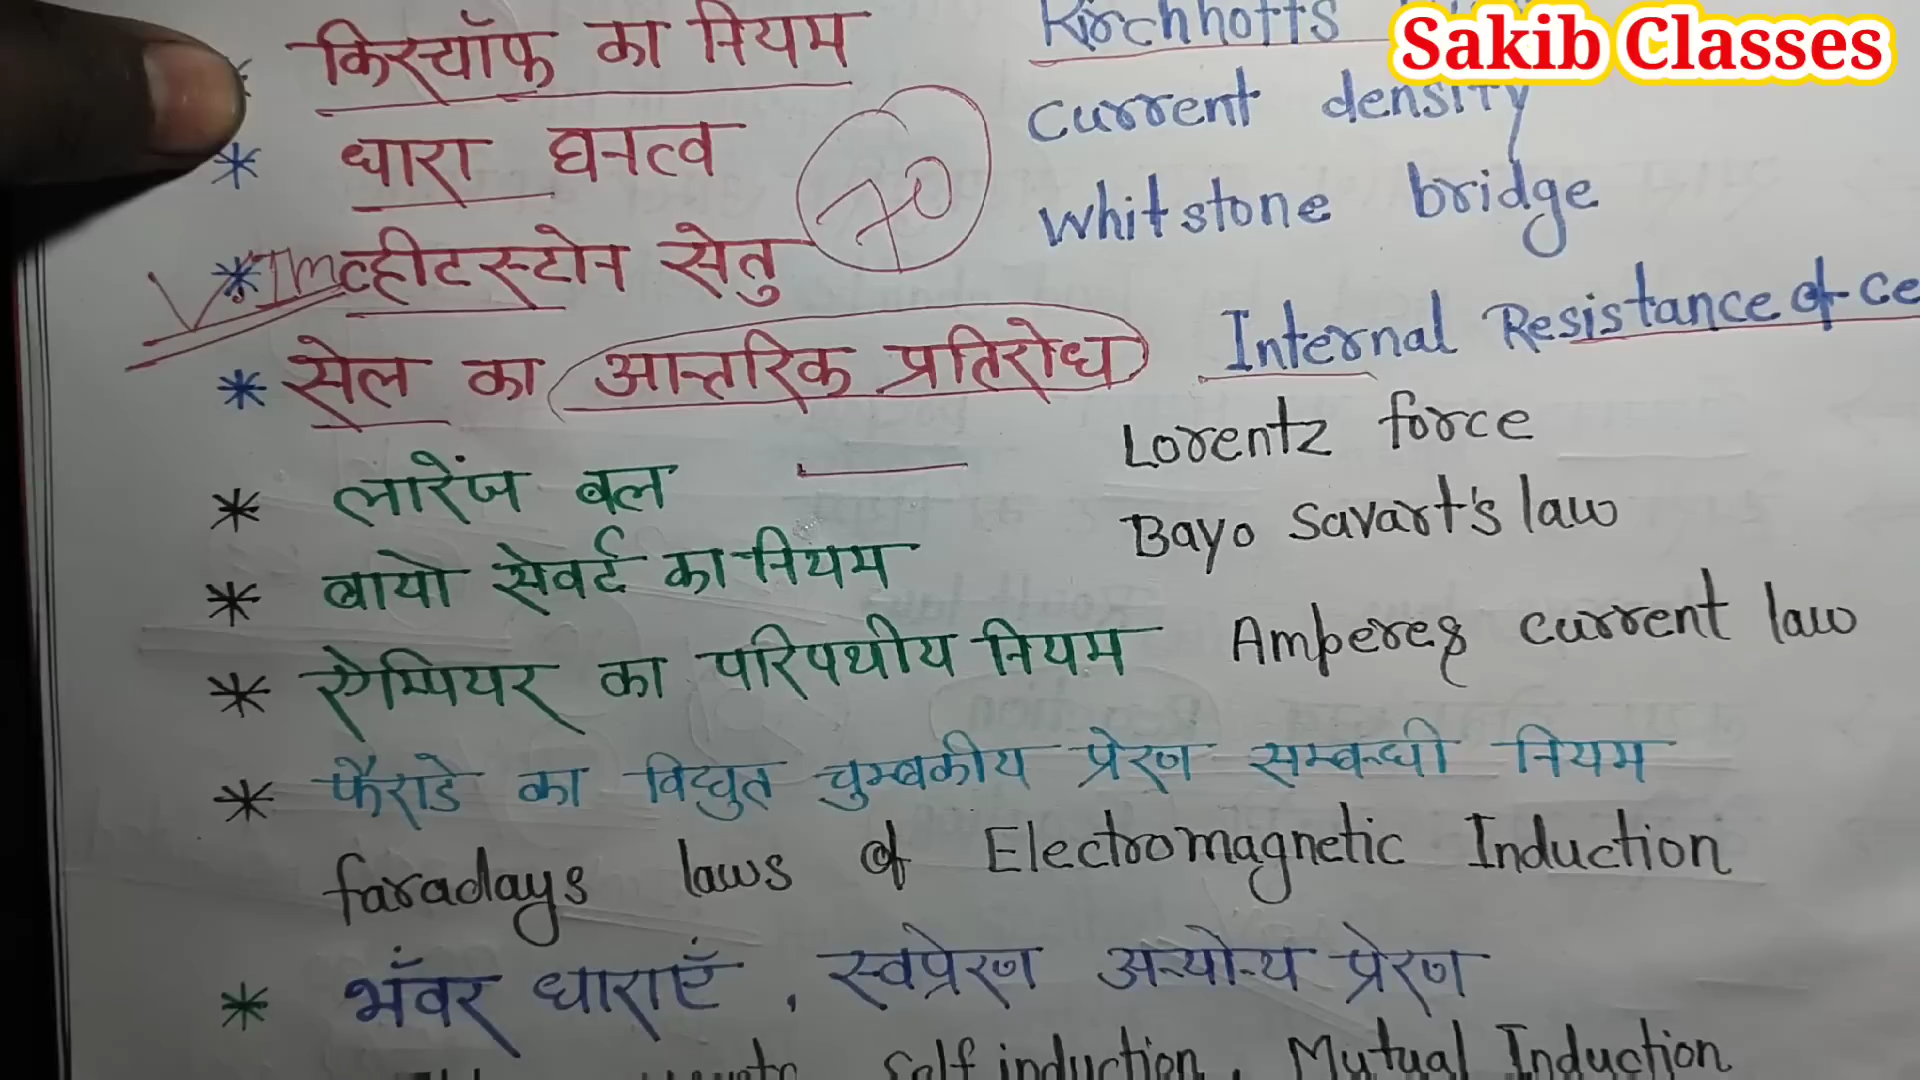 Sakib Classes
* किरचॉफ का नियम Kirchhoffs
* धारा घनत्व 70 current density
* Im व्हीटस्टोन सेतु whitstone bridge
* सेल का आन्तरिक प्रतिरोध Internal Resistance of ce
* लारेंज बल Lorentz force
* बायो सेवर्ट का नियम Bayo Savart's law
* ऐम्पियर का परिपथीय नियम Amperes current law
* फैराडे का विद्युत चुम्बकीय प्रेरण सम्बन्धी नियम
faradays laws of Electromagnetic Induction
* भँवर धाराएँ , स्वप्रेरण अन्योन्य प्रेरण
Self induction, Mutual Induction